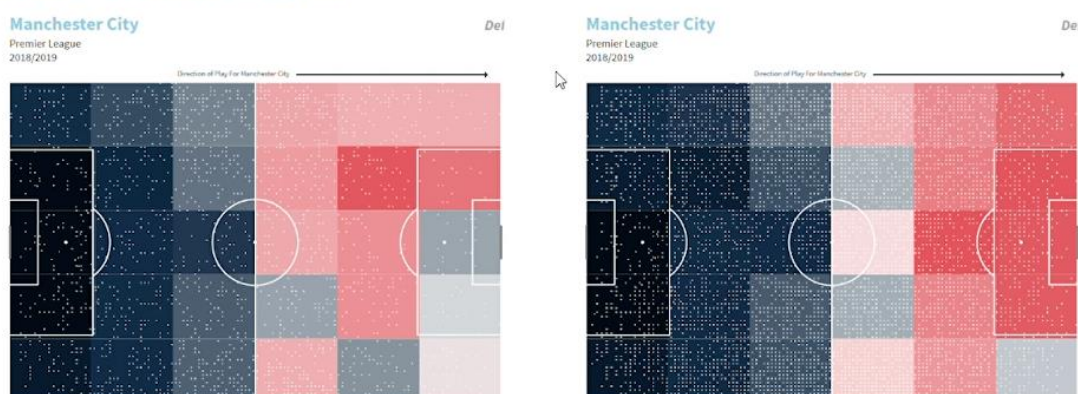 Manchester City
Del
Premier League
2018/2019
Direction of Play For Manchester City
Manchester City
De
Premier League
2018/2019
Direction of Play For Manchester City